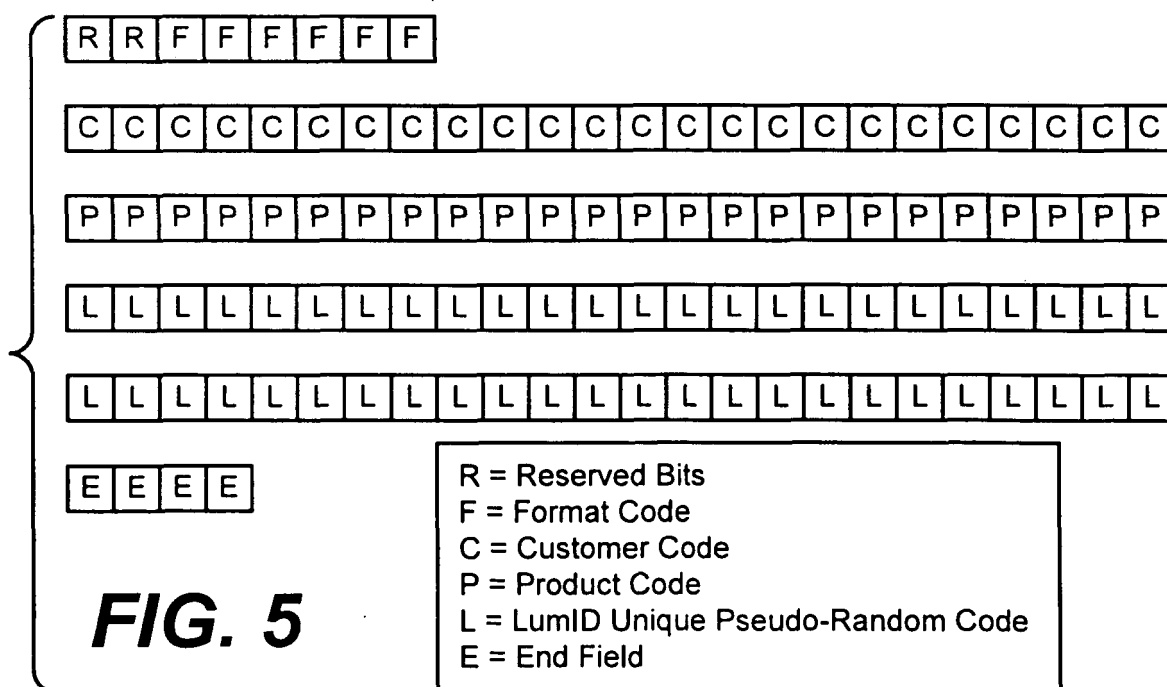 R R F F F F F F
C C C C C C C C C C C C C C C C C C C C C C C C
P P P P P P P P P P P P P P P P P P P P P P P P
L L L L L L L L L L L L L L L L L L L L L L L L
L L L L L L L L L L L L L L L L L L L L L L L L
E E E E
R = Reserved Bits
F = Format Code
C = Customer Code
P = Product Code
L = LumID Unique Pseudo-Random Code
E = End Field
FIG. 5